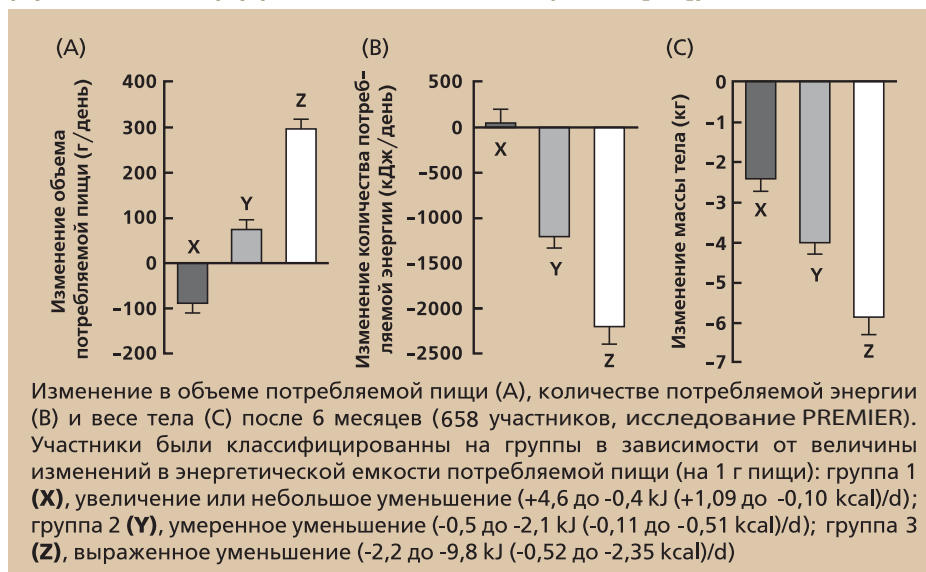 (A)
Изменение объема
потребляемой пищи (г/день)
400
300
200
100
0
-100
-200
X
Y
Z
(B)
Изменение количества потреб-
ляемой энергии (кДж/день)
500
0
-500
-1000
-1500
-2000
-2500
X
Y
Z
(C)
Изменение массы тела (кг)
0
-1
-2
-3
-4
-5
-6
-7
X
Y
Z
Изменение в объеме потребляемой пищи (A), количестве потребляемой энергии
(B) и весе тела (C) после 6 месяцев (658 участников, исследование PREMIER).
Участники были классифицированны на группы в зависимости от величины
изменений в энергетической емкости потребляемой пищи (на 1 г пищи): группа 1
(X), увеличение или небольшое уменьшение (+4,6 до -0,4 kJ (+1,09 до -0,10 kcal)/d);
группа 2 (Y), умеренное уменьшение (-0,5 до -2,1 kJ (-0,11 до -0,51 kcal)/d); группа 3
(Z), выраженное уменьшение (-2,2 до -9,8 kJ (-0,52 до -2,35 kcal)/d)